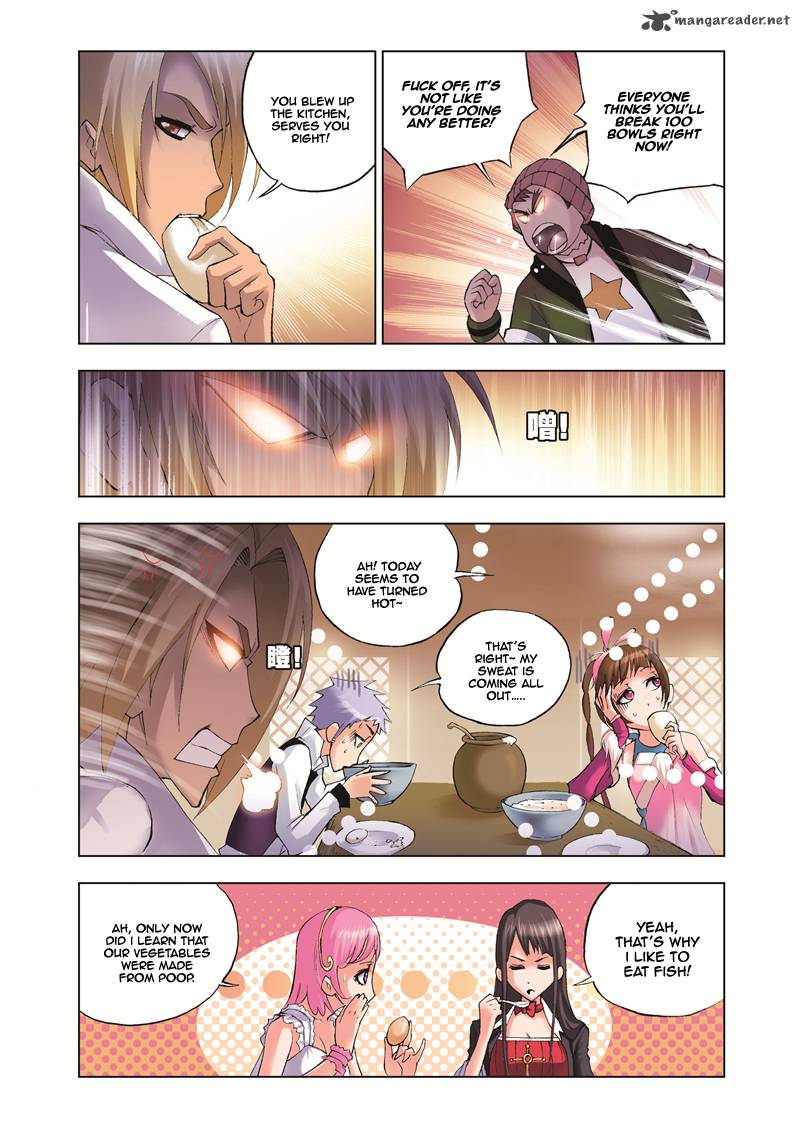 mangareader.net
YOU BLEW UP
THE KITCHEN,
SERVES YOU
RIGHT!
FUCK OFF, IT'S
NOT LIKE
YOU'RE DOING
ANY BETTER!
EVERYONE
THINKS YOU'LL
BREAK 100
BOWLS RIGHT
NOW!
噌!
AH! TODAY
SEEMS TO
HAVE TURNED
HOT~
THAT'S
RIGHT~ MY
SWEAT IS
COMING ALL
OUT.....
瞪!
AH, ONLY NOW
DID I LEARN THAT
OUR VEGETABLES
WERE MADE
FROM POOP.
YEAH,
THAT'S WHY
I LIKE TO
EAT FISH!